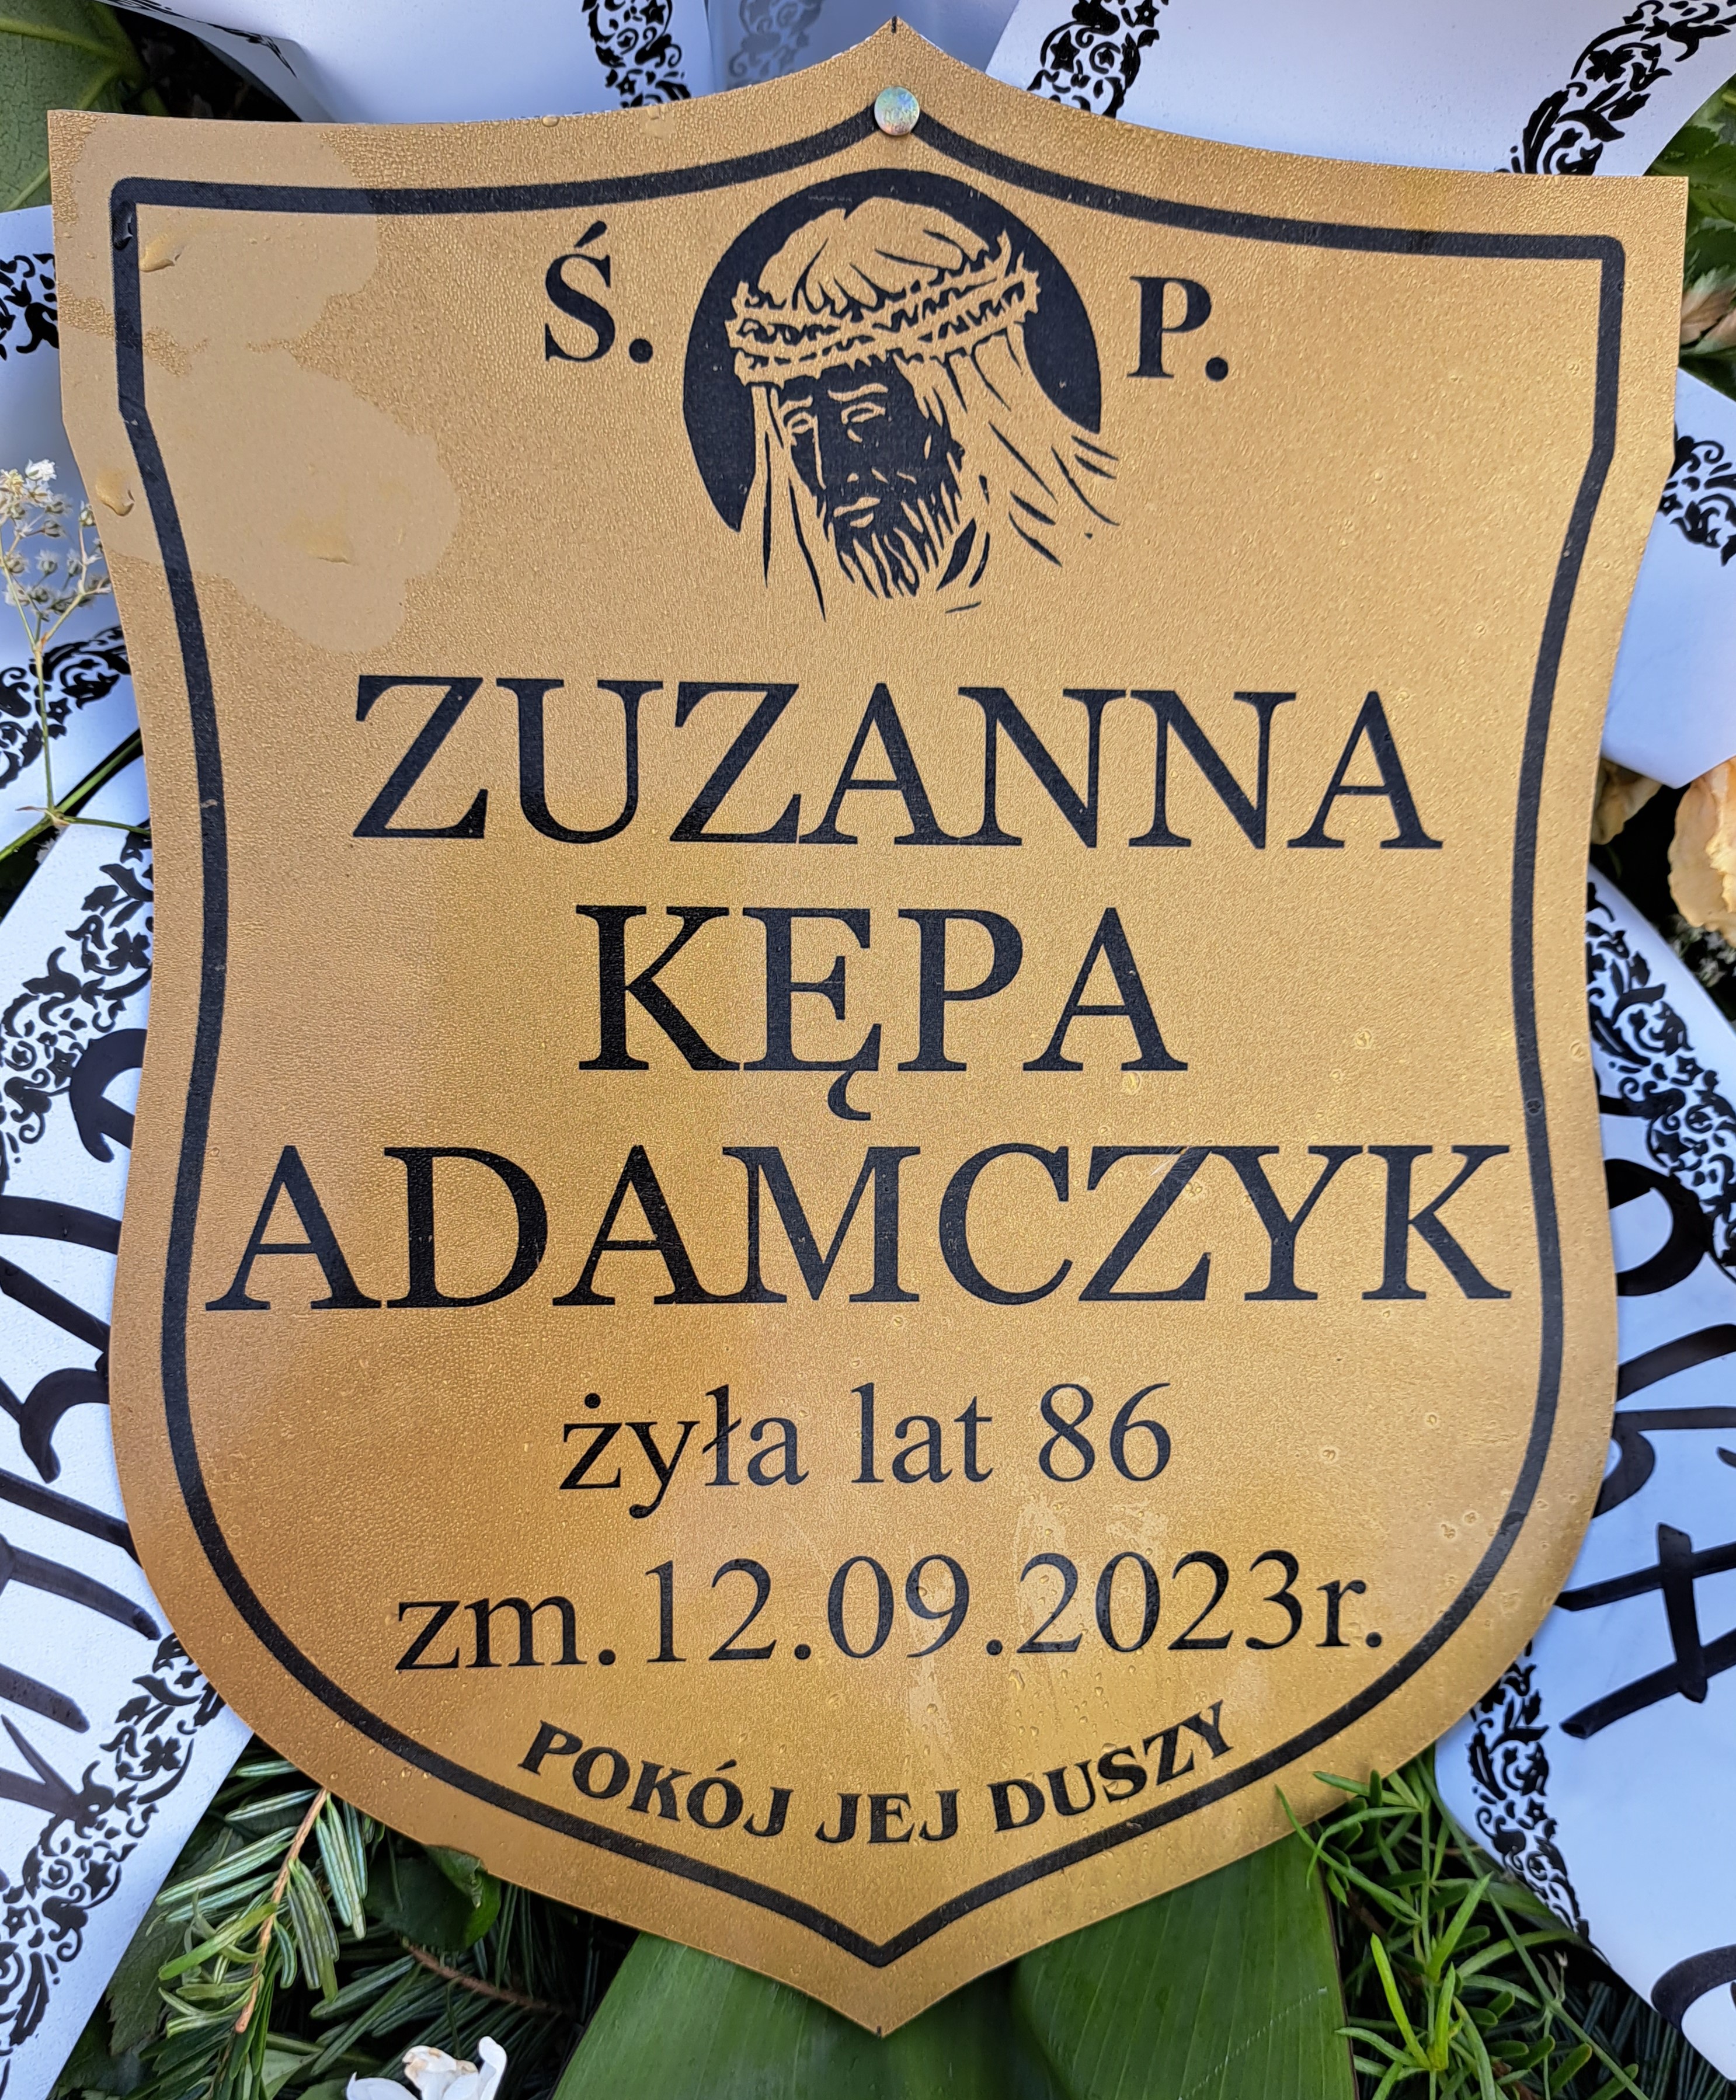 Ś. P.
ZUZANNA
KĘPA
ADAMCZYK
żyła lat 86
zm.12.09.2023r.
POKÓJ JEJ DUSZY